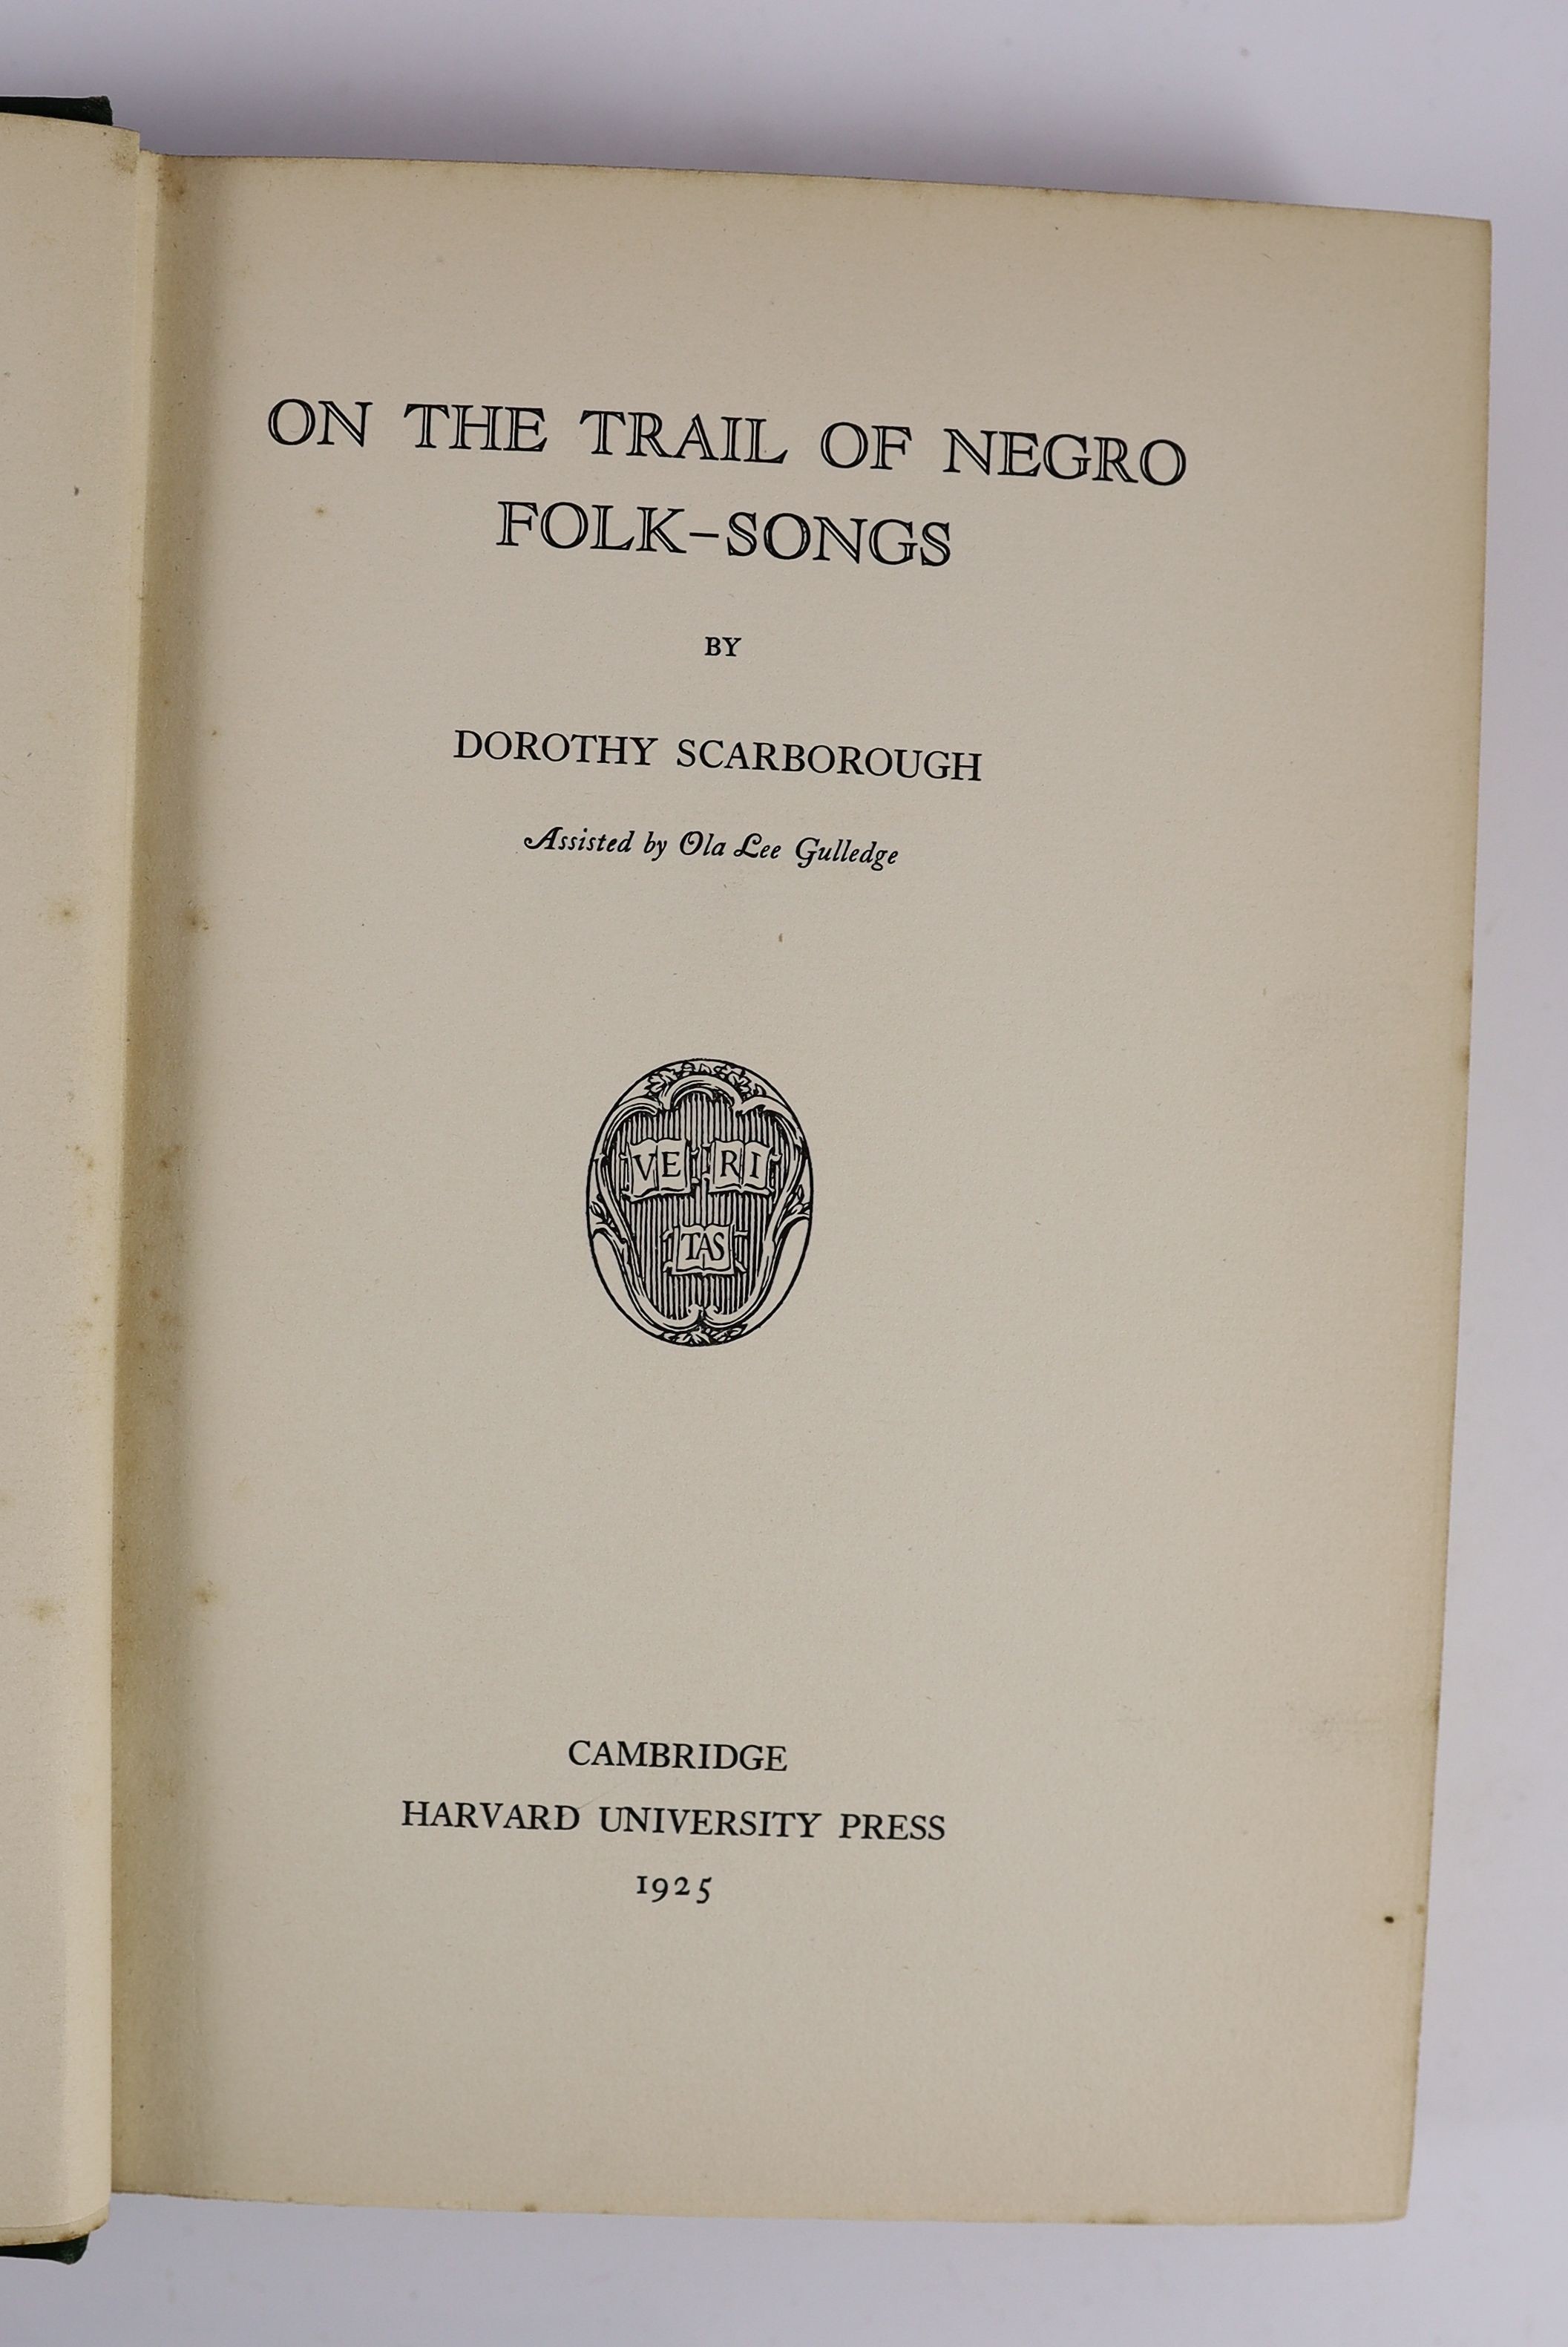 ON THE TRAIL OF NEGRO
FOLK-SONGS
BY
DOROTHY SCARBOROUGH
Assisted by Ola Lee Gulledge
VE RI
TAS
CAMBRIDGE
HARVARD UNIVERSITY PRESS
1925